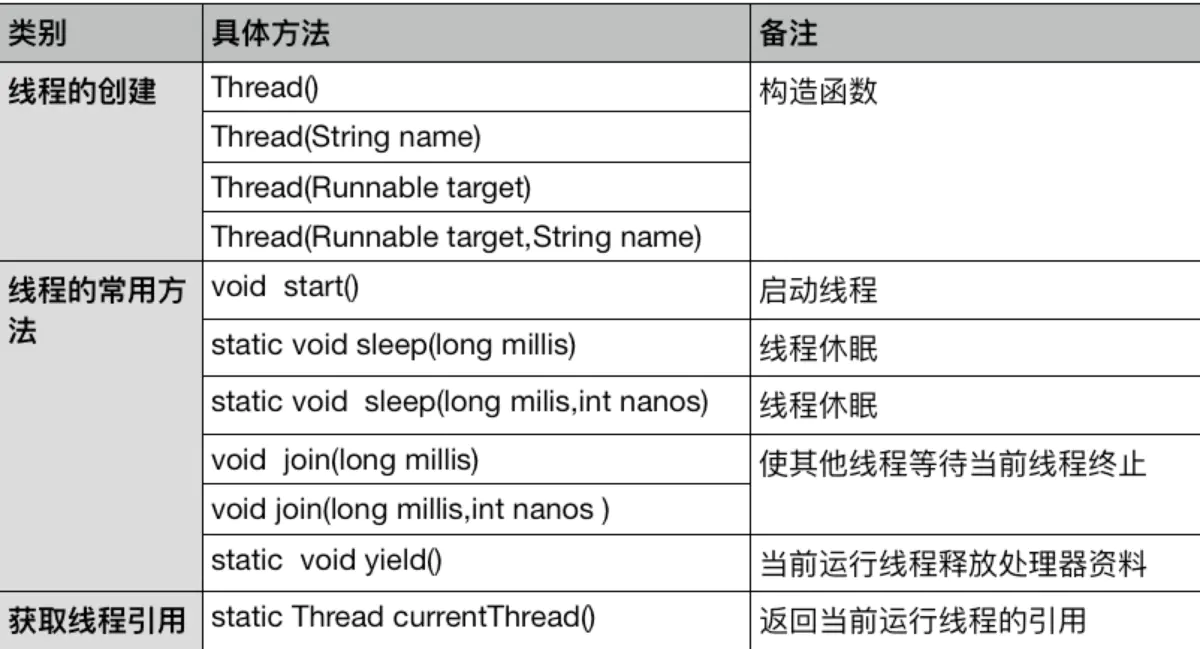 类别 具体方法 备注
线程的创建 Thread() 构造函数
Thread(String name)
Thread(Runnable target)
Thread(Runnable target,String name)
线程的常用方 void  start() 启动线程
法
static void sleep(long millis) 线程休眠
static void  sleep(long milis,int nanos) 线程休眠
void  join(long millis) 使其他线程等待当前线程终止
void join(long millis,int nanos )
static  void yield() 当前运行线程释放处理器资料
获取线程引用 static Thread currentThread() 返回当前运行线程的引用